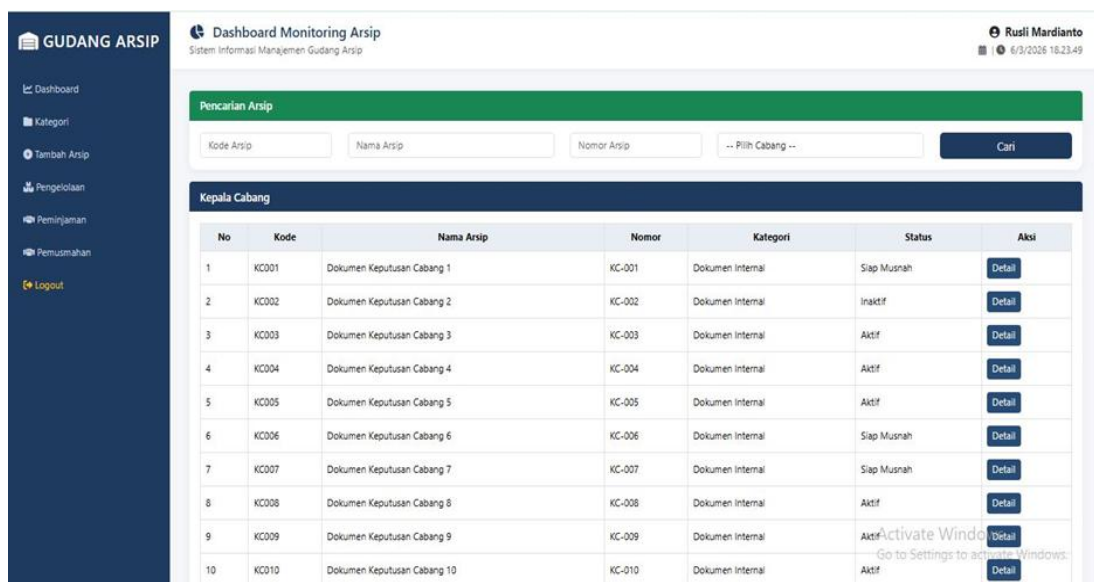 GUDANG ARSIP
Dashboard
Kategori
Tambah Arsip
Pengelolaan
Peminjaman
Pemusmahan
Logout
Dashboard Monitoring Arsip
Sistem Informasi Manajemen Gudang Arsip
Rusli Mardianto
| 6/3/2026 18.23.49
Pencarian Arsip
Kode Arsip Nama Arsip Nomor Arsip -- Pilih Cabang -- Cari
Kepala Cabang
No Kode Nama Arsip Nomor Kategori Status Aksi
1 KC001 Dokumen Keputusan Cabang 1 KC-001 Dokumen Internal Siap Musnah Detail
2 KC002 Dokumen Keputusan Cabang 2 KC-002 Dokumen Internal Inaktif Detail
3 KC003 Dokumen Keputusan Cabang 3 KC-003 Dokumen Internal Aktif Detail
4 KC004 Dokumen Keputusan Cabang 4 KC-004 Dokumen Internal Aktif Detail
5 KC005 Dokumen Keputusan Cabang 5 KC-005 Dokumen Internal Aktif Detail
6 KC006 Dokumen Keputusan Cabang 6 KC-006 Dokumen Internal Siap Musnah Detail
7 KC007 Dokumen Keputusan Cabang 7 KC-007 Dokumen Internal Siap Musnah Detail
8 KC008 Dokumen Keputusan Cabang 8 KC-008 Dokumen Internal Aktif Detail
9 KC009 Dokumen Keputusan Cabang 9 KC-009 Dokumen Internal Aktif Detail
10 KC010 Dokumen Keputusan Cabang 10 KC-010 Dokumen Internal Aktif Detail
Activate Windows
Go to Settings to activate Windows.